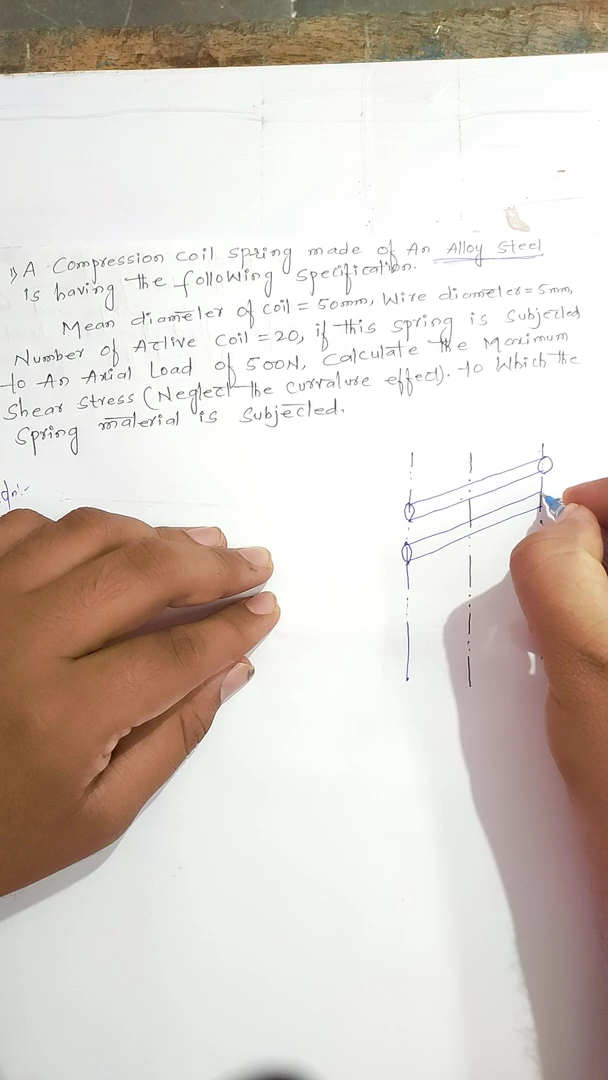 1) A Compression coil spring made of An Alloy steel
is having the following specification.
Mean diameter of coil = 50mm, Wire diameter = 5mm,
Number of Active coil = 20, if this spring is subjected
to An Axial Load of 500N, Calculate the Maximum
Shear stress (Neglect the curvature effect). to Which the
Spring material is Subjected.